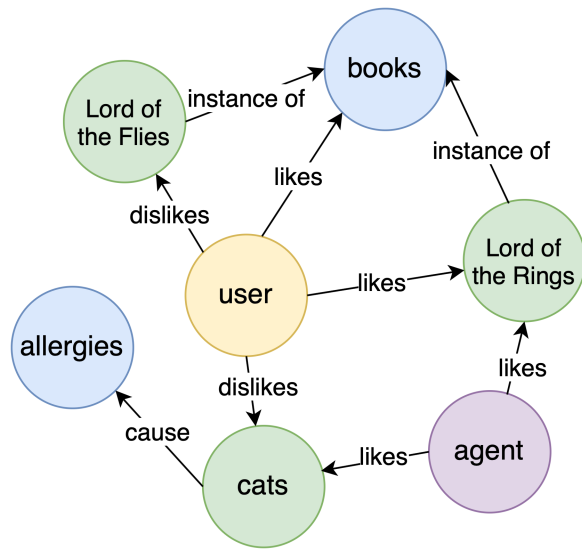 books
Lord of
the Flies
instance of
instance of
likes
dislikes
Lord of
the Rings
user
likes
allergies
likes
dislikes
cause
agent
likes
cats